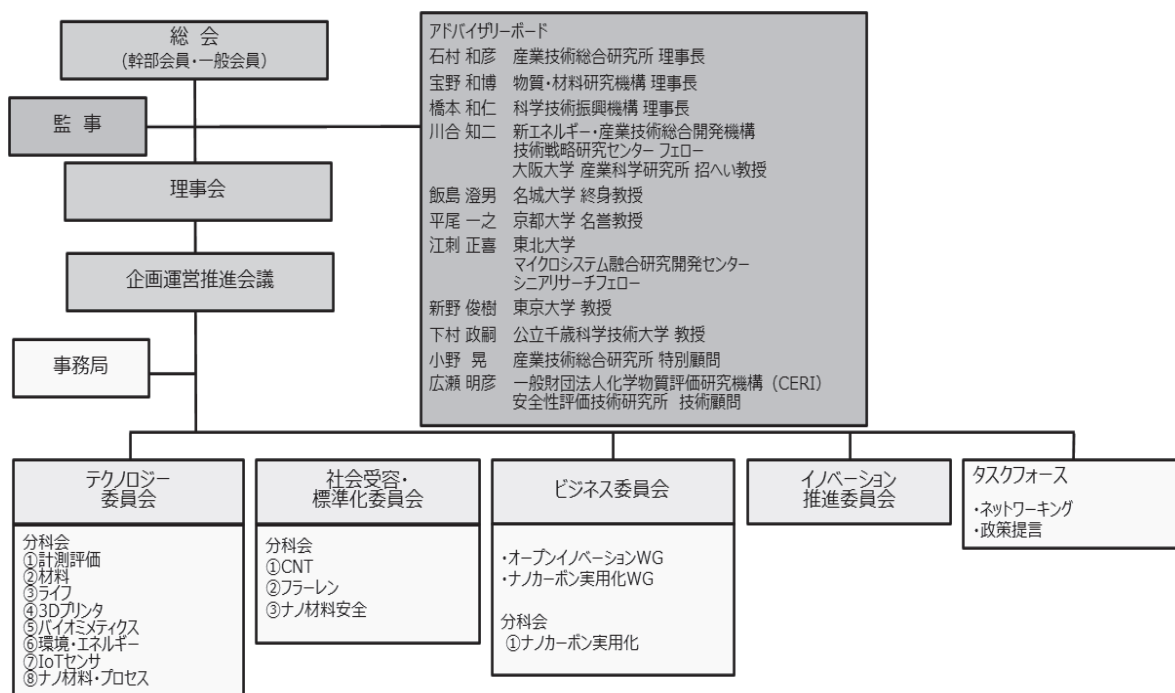 総 会
(幹部会員・一般会員)
監 事
理事会
企画運営推進会議
事務局
アドバイザリーボード
石村 和彦 産業技術総合研究所 理事長
宝野 和博 物質・材料研究機構 理事長
橋本 和仁 科学技術振興機構 理事長
川合 知二 新エネルギー・産業技術総合開発機構
技術戦略研究センター フェロー
大阪大学 産業科学研究所 招へい教授
飯島 澄男 名城大学 終身教授
平尾 一之 京都大学 名誉教授
江刺 正喜 東北大学
マイクロシステム融合研究開発センター
シニアリサーチフェロー
新野 俊樹 東京大学 教授
下村 政嗣 公立千歳科学技術大学 教授
小野 晃 産業技術総合研究所 特別顧問
広瀬 明彦 一般財団法人化学物質評価研究機構 (CERI)
安全性評価技術研究所 技術顧問
テクノロジー
委員会
分科会
①計測評価
②材料
③ライフ
④3Dプリンタ
⑤バイオミメティクス
⑥環境・エネルギー
⑦IoTセンサ
⑧ナノ材料・プロセス
社会受容・
標準化委員会
分科会
①CNT
②フラーレン
③ナノ材料安全
ビジネス委員会
・オープンイノベーションWG
・ナノカーボン実用化WG
分科会
①ナノカーボン実用化
イノベーション
推進委員会
タスクフォース
・ネットワーキング
・政策提言